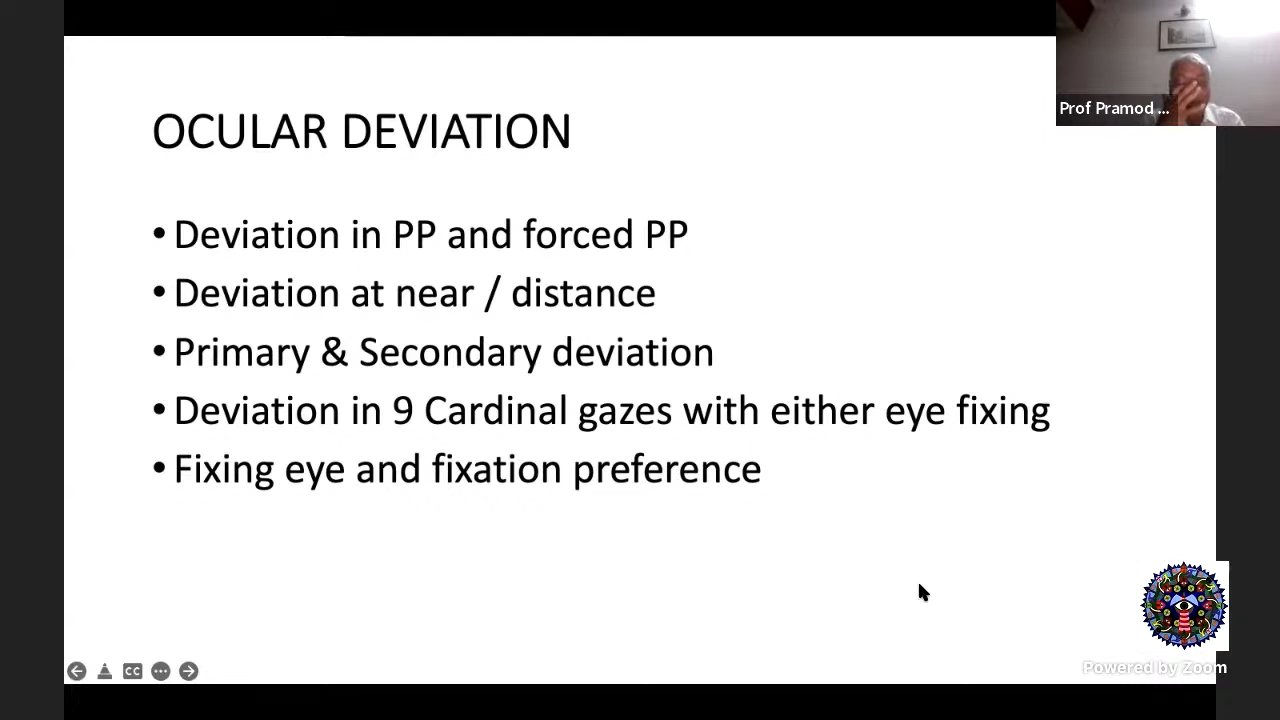 Prof Pramod ...
OCULAR DEVIATION
• Deviation in PP and forced PP
• Deviation at near / distance
• Primary & Secondary deviation
• Deviation in 9 Cardinal gazes with either eye fixing
• Fixing eye and fixation preference
CC
Powered by Zoom